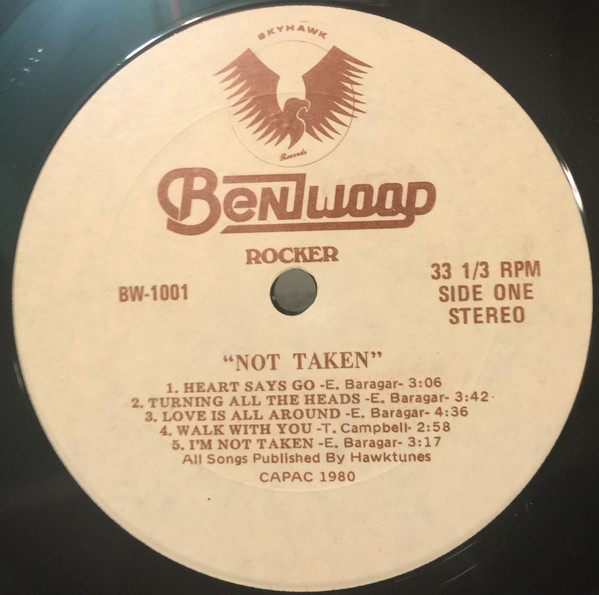 SKYHAWK
Records
BenTwood
ROCKER
BW-1001
33 1/3 RPM
SIDE ONE
STEREO
"NOT TAKEN"
1. HEART SAYS GO -E. Baragar- 3:06
2. TURNING ALL THE HEADS -E. Baragar- 3:42
3. LOVE IS ALL AROUND -E. Baragar- 4:36
4. WALK WITH YOU -T. Campbell- 2:58
5. I'M NOT TAKEN -E. Baragar- 3:17
All Songs Published By Hawktunes
CAPAC 1980